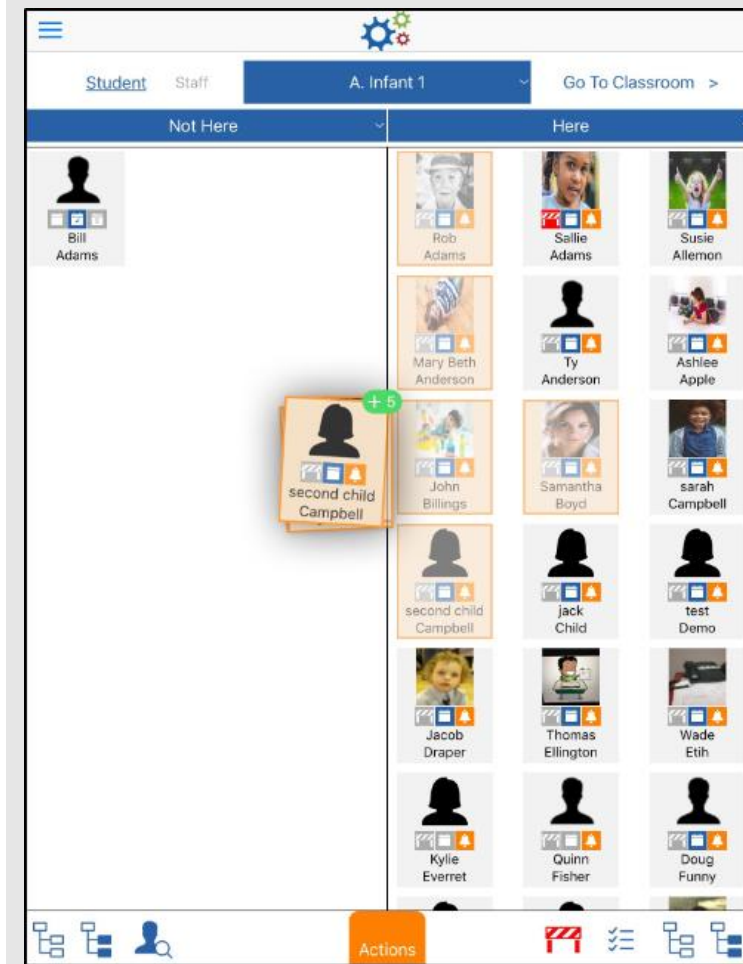 Student Staff A. Infant 1 Go To Classroom >
Not Here Here
Bill
Adams
Rob
Adams
Sallie
Adams
Susie
Allemon
Mary Beth
Anderson
Ty
Anderson
Ashlee
Apple
+ 5
second child
Campbell
John
Billings
Samantha
Boyd
sarah
Campbell
second child
Campbell
jack
Child
test
Demo
Jacob
Draper
Thomas
Ellington
Wade
Etih
Kylie
Everret
Quinn
Fisher
Doug
Funny
Actions